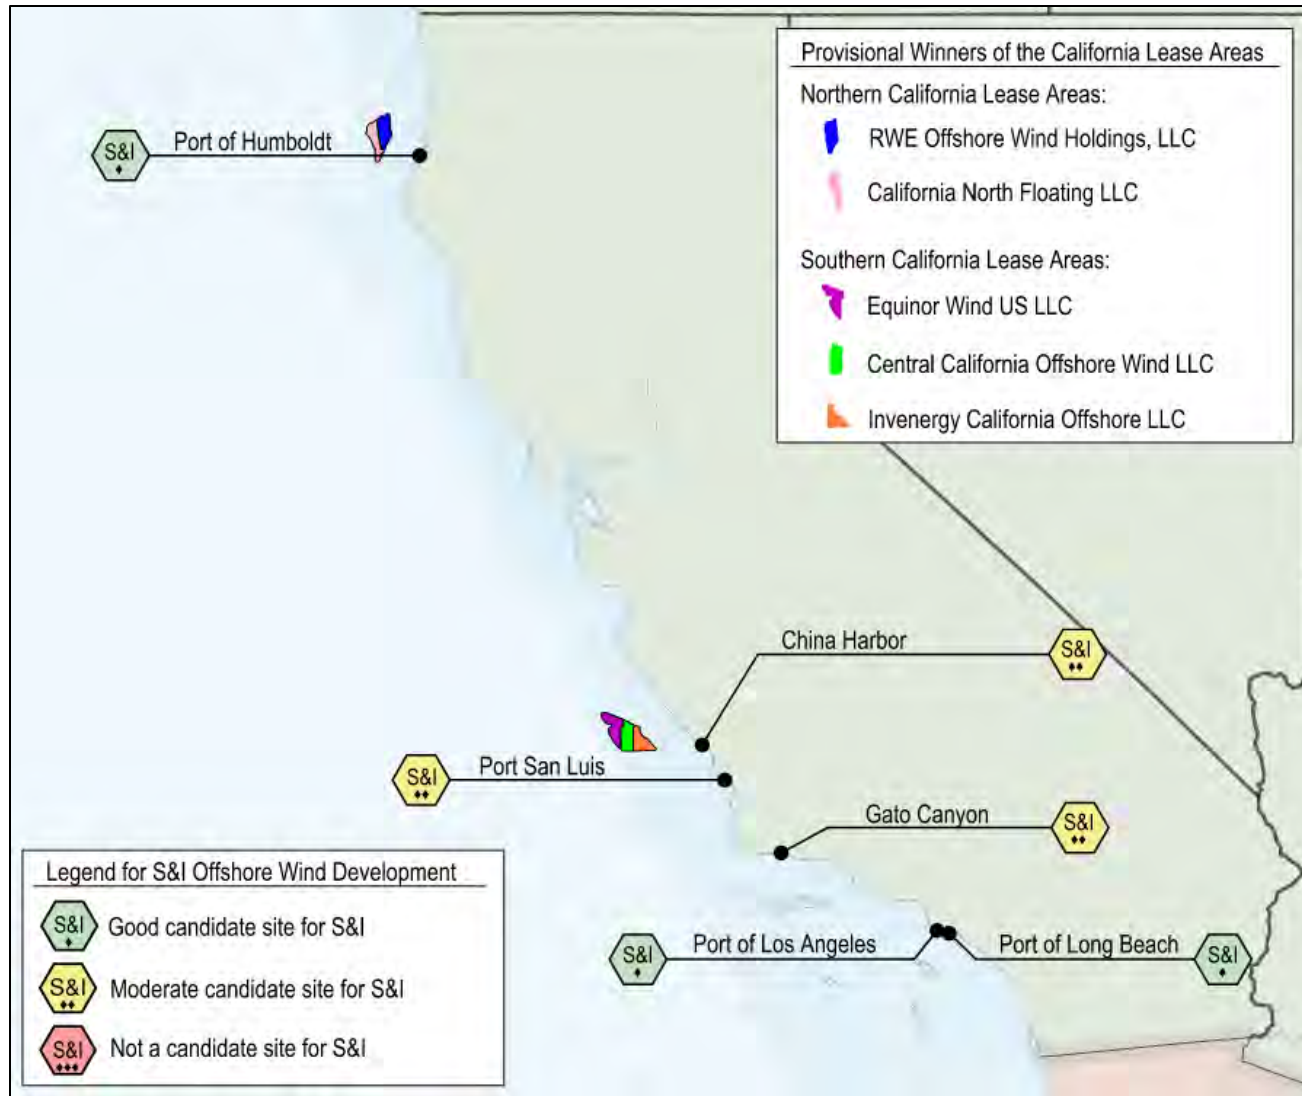 Provisional Winners of the California Lease Areas
Northern California Lease Areas:
RWE Offshore Wind Holdings, LLC
California North Floating LLC
Southern California Lease Areas:
Equinor Wind US LLC
Central California Offshore Wind LLC
Invenergy California Offshore LLC
S&I
Port of Humboldt
China Harbor
S&I
S&I
Port San Luis
Gato Canyon
S&I
S&I
Port of Los Angeles
Port of Long Beach
S&I
Legend for S&I Offshore Wind Development
S&I
Good candidate site for S&I
S&I
Moderate candidate site for S&I
S&I
Not a candidate site for S&I